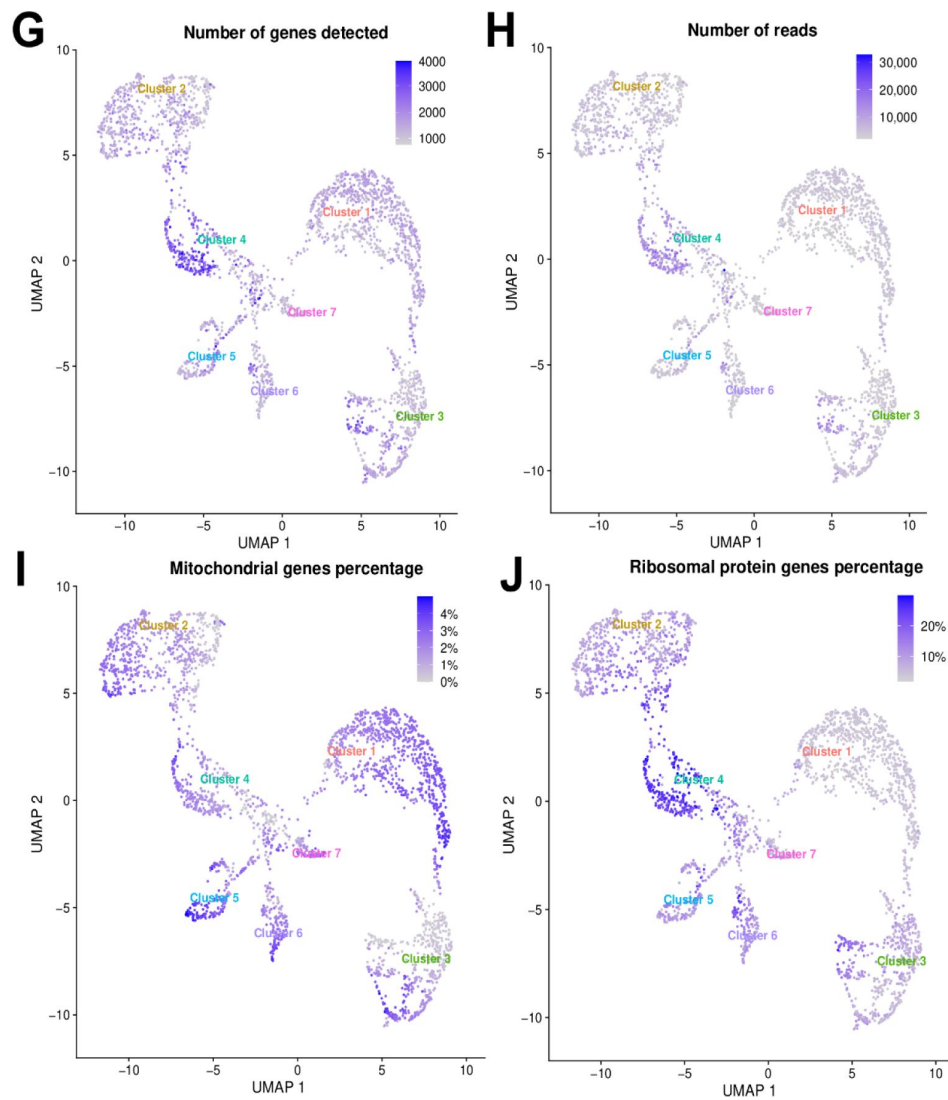 G
Number of genes detected
10
5
0
−5
−10
UMAP 2
4000
3000
2000
1000
Cluster 2
Cluster 1
Cluster 4
Cluster 7
Cluster 5
Cluster 6
Cluster 3
−10 −5 0 5 10
UMAP 1
H
Number of reads
10
5
0
−5
−10
UMAP 2
30,000
20,000
10,000
Cluster 2
Cluster 1
Cluster 4
Cluster 7
Cluster 5
Cluster 6
Cluster 3
−10 −5 0 5 10
UMAP 1
I
Mitochondrial genes percentage
10
5
0
−5
−10
UMAP 2
4%
3%
2%
1%
0%
Cluster 2
Cluster 1
Cluster 4
Cluster 7
Cluster 5
Cluster 6
Cluster 3
−10 −5 0 5 10
UMAP 1
J
Ribosomal protein genes percentage
10
5
0
−5
−10
UMAP 2
20%
10%
Cluster 2
Cluster 1
Cluster 4
Cluster 7
Cluster 5
Cluster 6
Cluster 3
−10 −5 0 5 10
UMAP 1